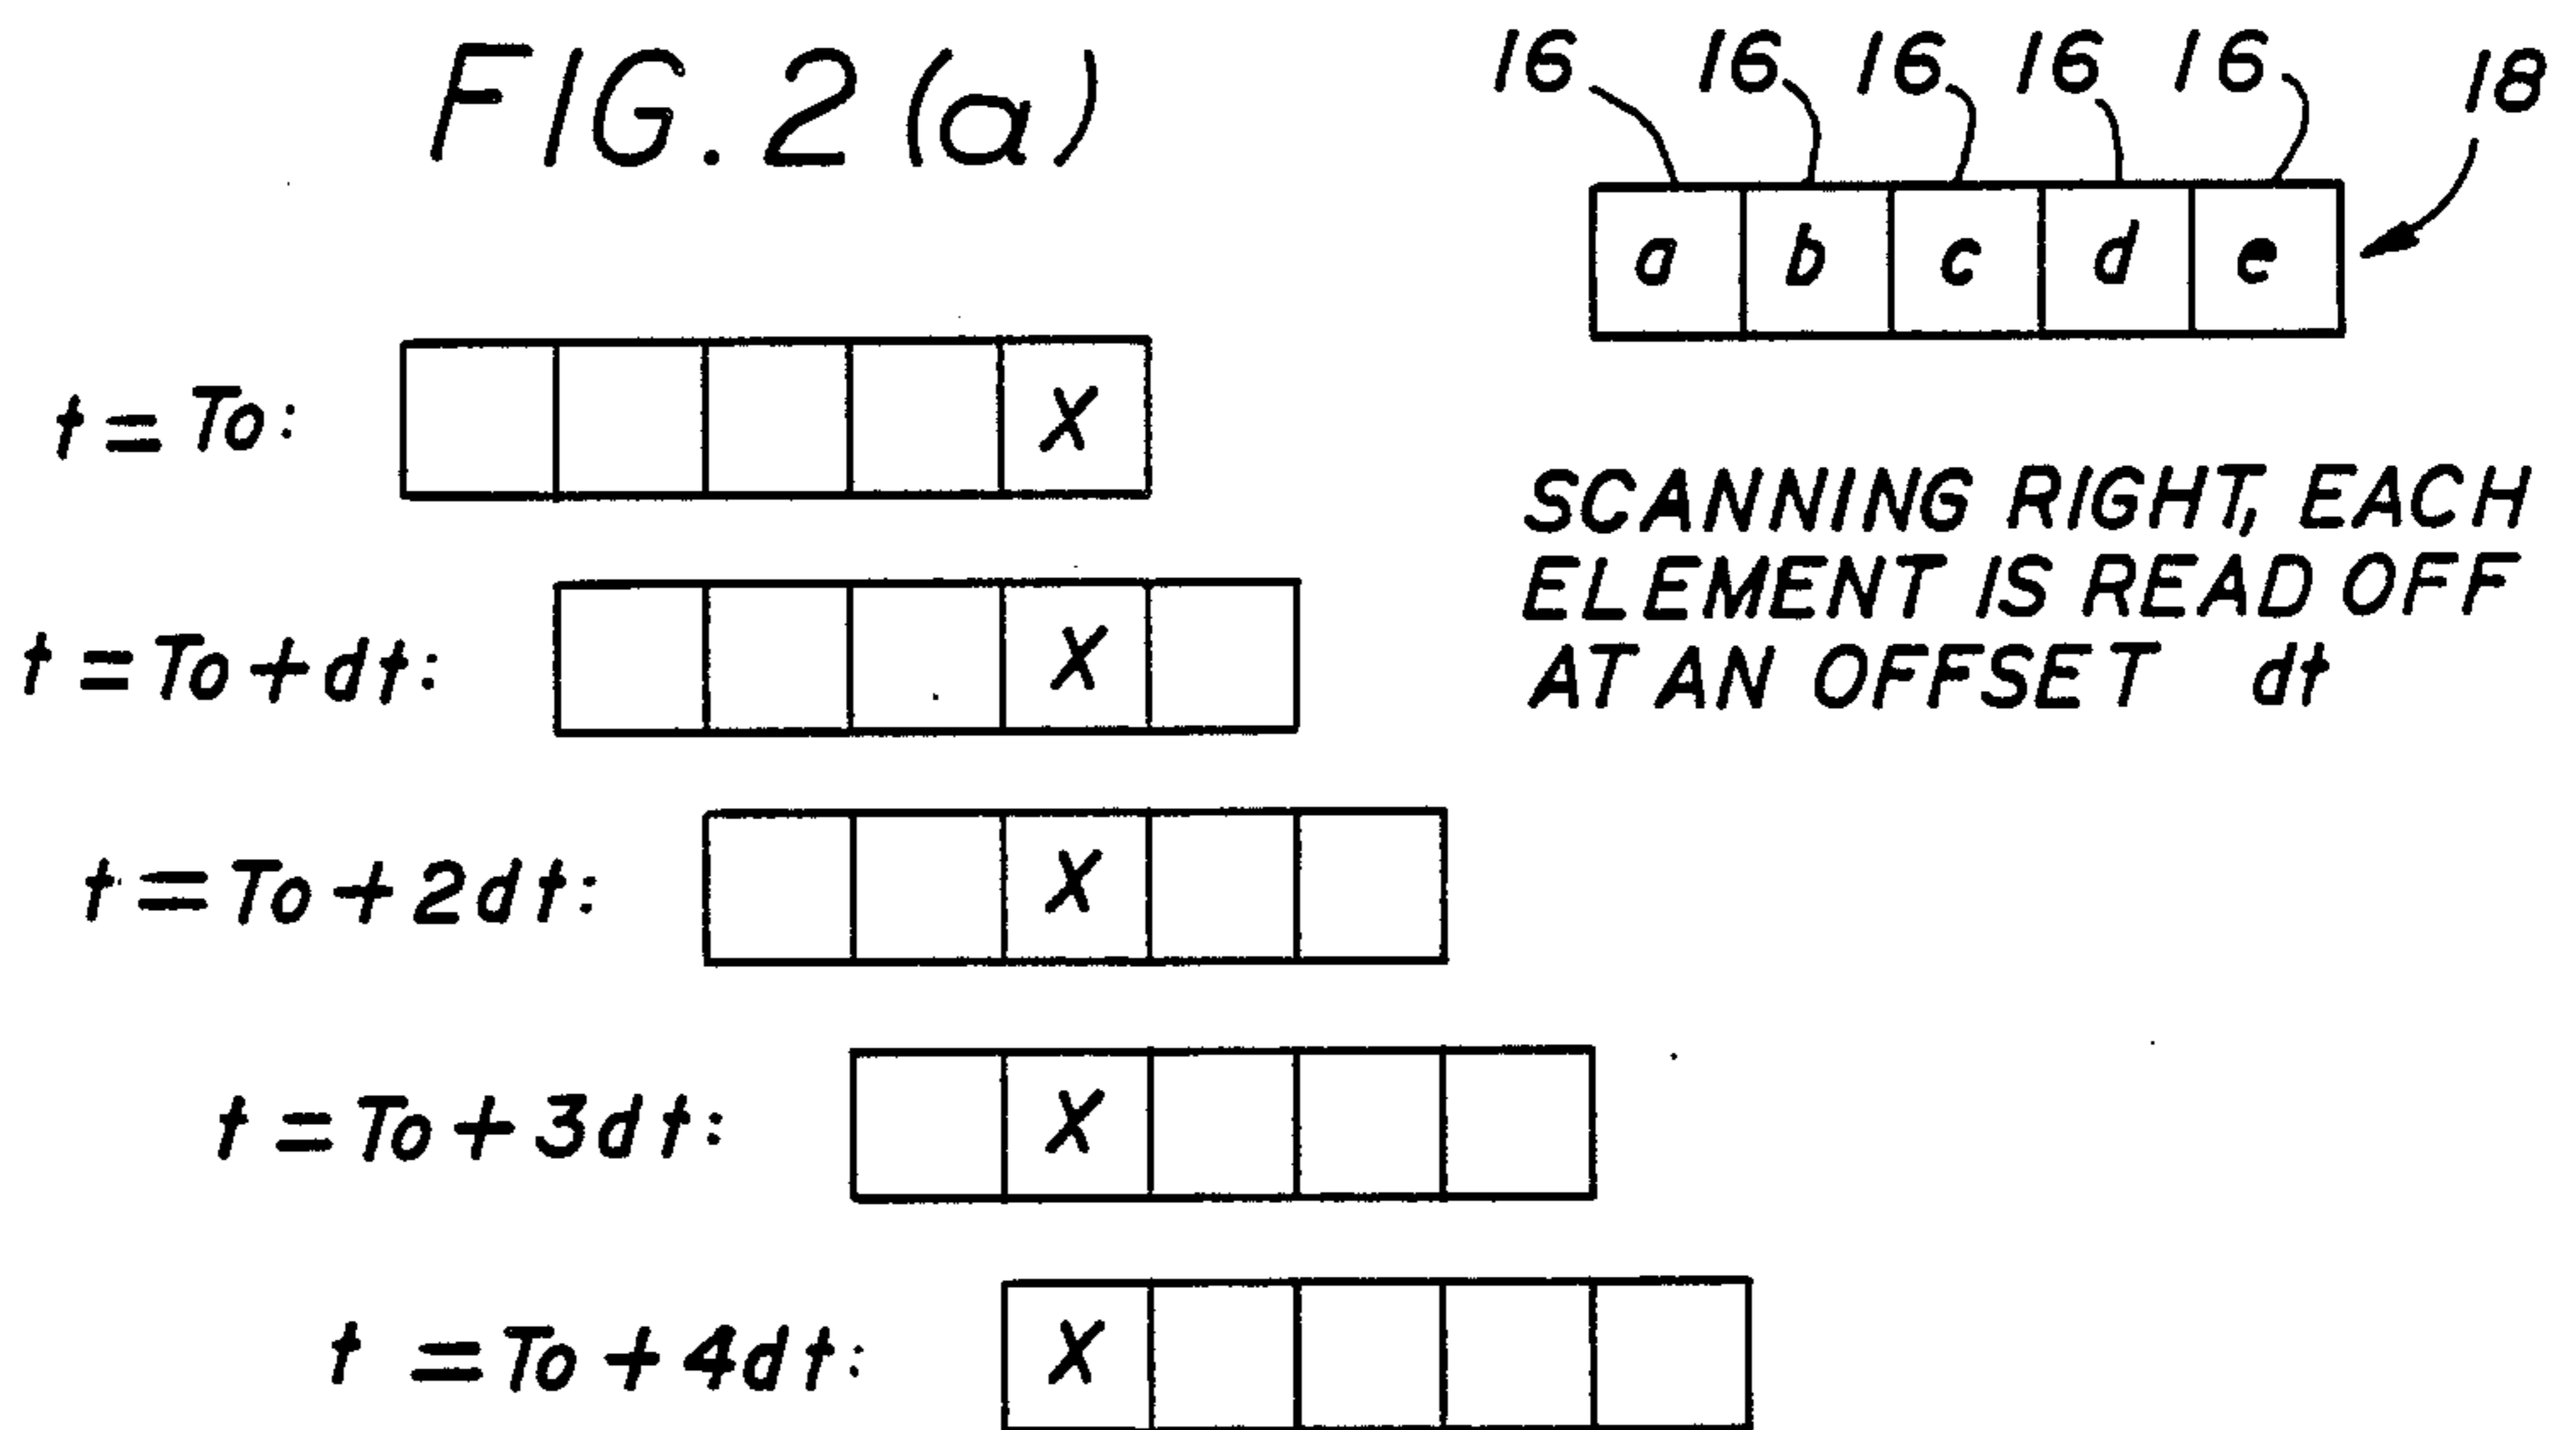 FIG. 2 (a)
16 16 16 16 16 18
a b c d e
t = To: X
SCANNING RIGHT, EACH
ELEMENT IS READ OFF
AT AN OFFSET dt
t = To + dt: X
t = To + 2dt: X
t = To + 3dt: X
t = To + 4dt: X